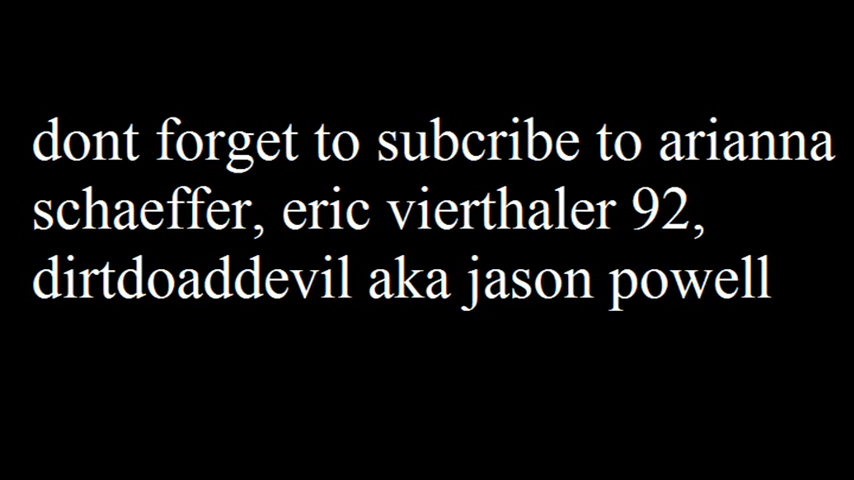 dont forget to subcribe to arianna
schaeffer, eric vierthaler 92,
dirtdoaddevil aka jason powell